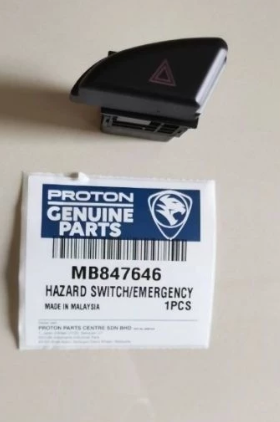 PROTON
GENUINE
PARTS
MB847646
HAZARD SWITCH/EMERGENCY
MADE IN MALAYSIA 1PCS
PROTON PARTS CENTRE SDN BHD